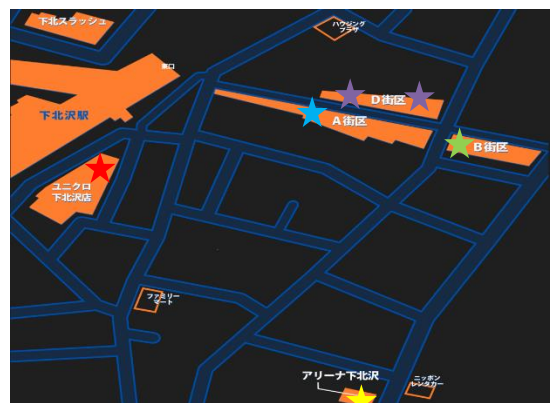 下北スラッシュ
ハウジング
プラザ
東口
D街区
下北沢駅
A街区
B街区
ユニクロ
下北沢店
ファミリー
マート
アリーナ下北沢
ニッポン
レンタカー